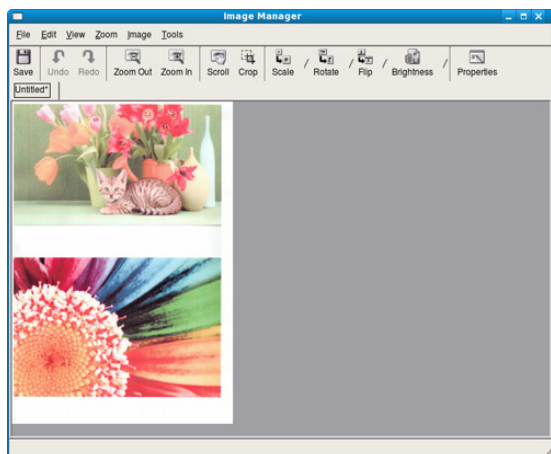 Image Manager
File Edit View Zoom Image Tools
Save Undo Redo Zoom Out Zoom In Scroll Crop Scale / Rotate / Flip / Brightness / Properties
Untitled*